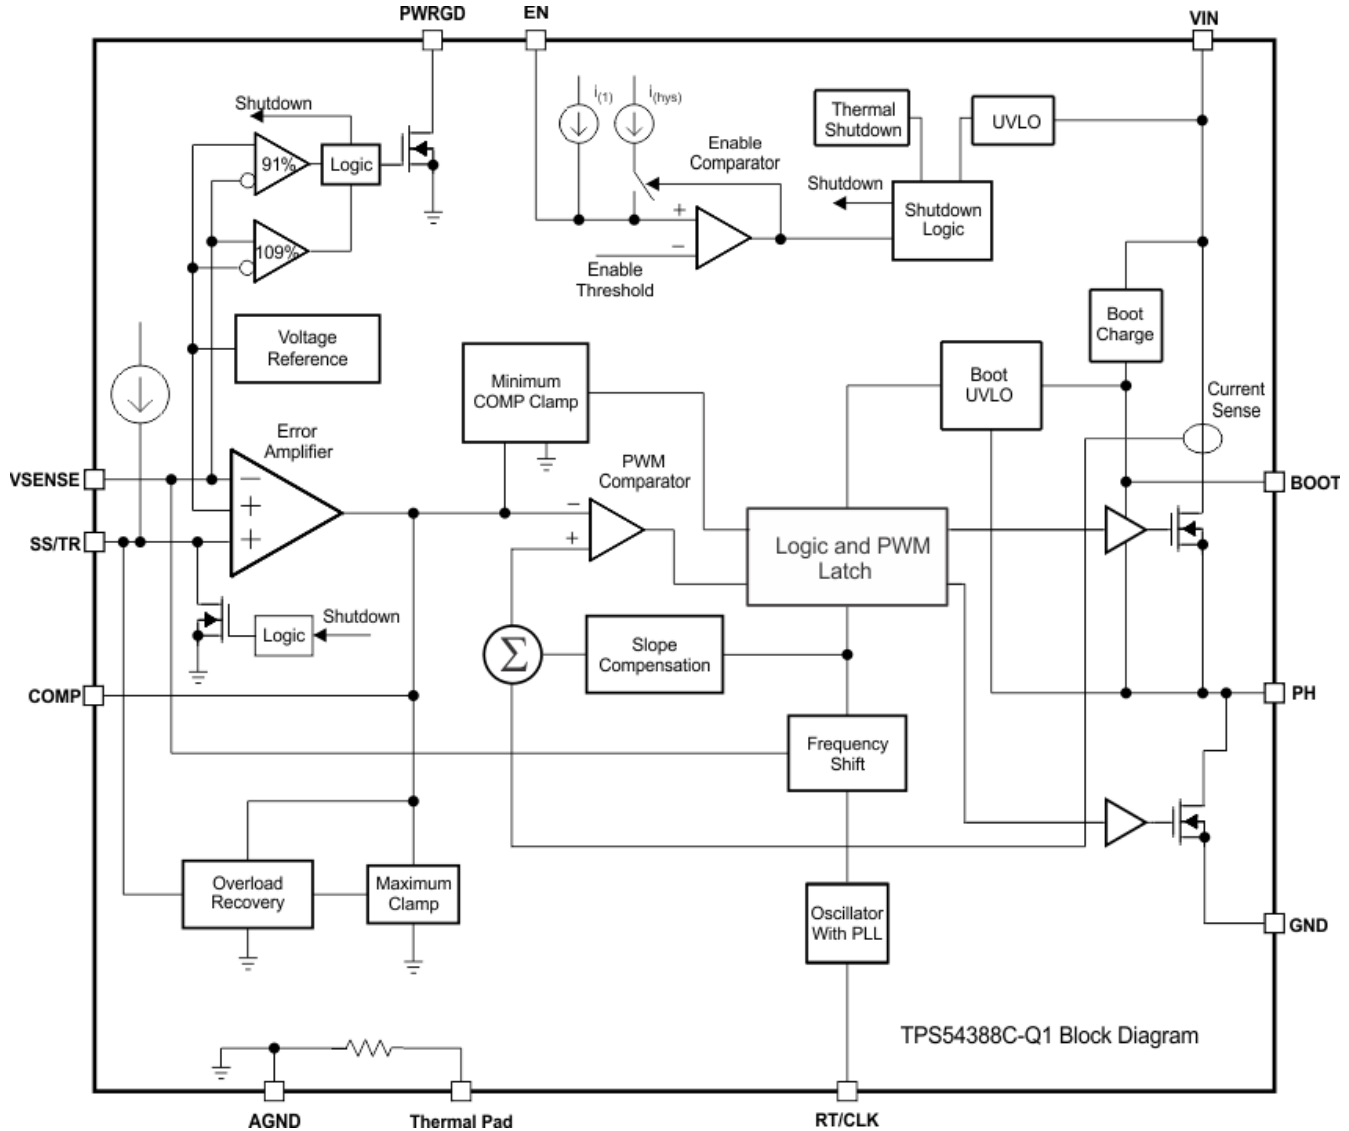 PWRGD
EN
VIN
Shutdown
i(1)
i(hys)
Thermal
Shutdown
UVLO
Enable
Comparator
91%
Logic
Shutdown
Shutdown
Logic
+
−
109%
Enable
Threshold
Voltage
Reference
Boot
Charge
Minimum
COMP Clamp
Boot
UVLO
Current
Sense
Error
Amplifier
PWM
Comparator
VSENSE
−
+
+
BOOT
−
+
SS/TR
Logic and PWM
Latch
Logic
Shutdown
Σ
Slope
Compensation
COMP
PH
Frequency
Shift
Overload
Recovery
Maximum
Clamp
Oscillator
With PLL
GND
TPS54388C-Q1 Block Diagram
AGND
Thermal Pad
RT/CLK